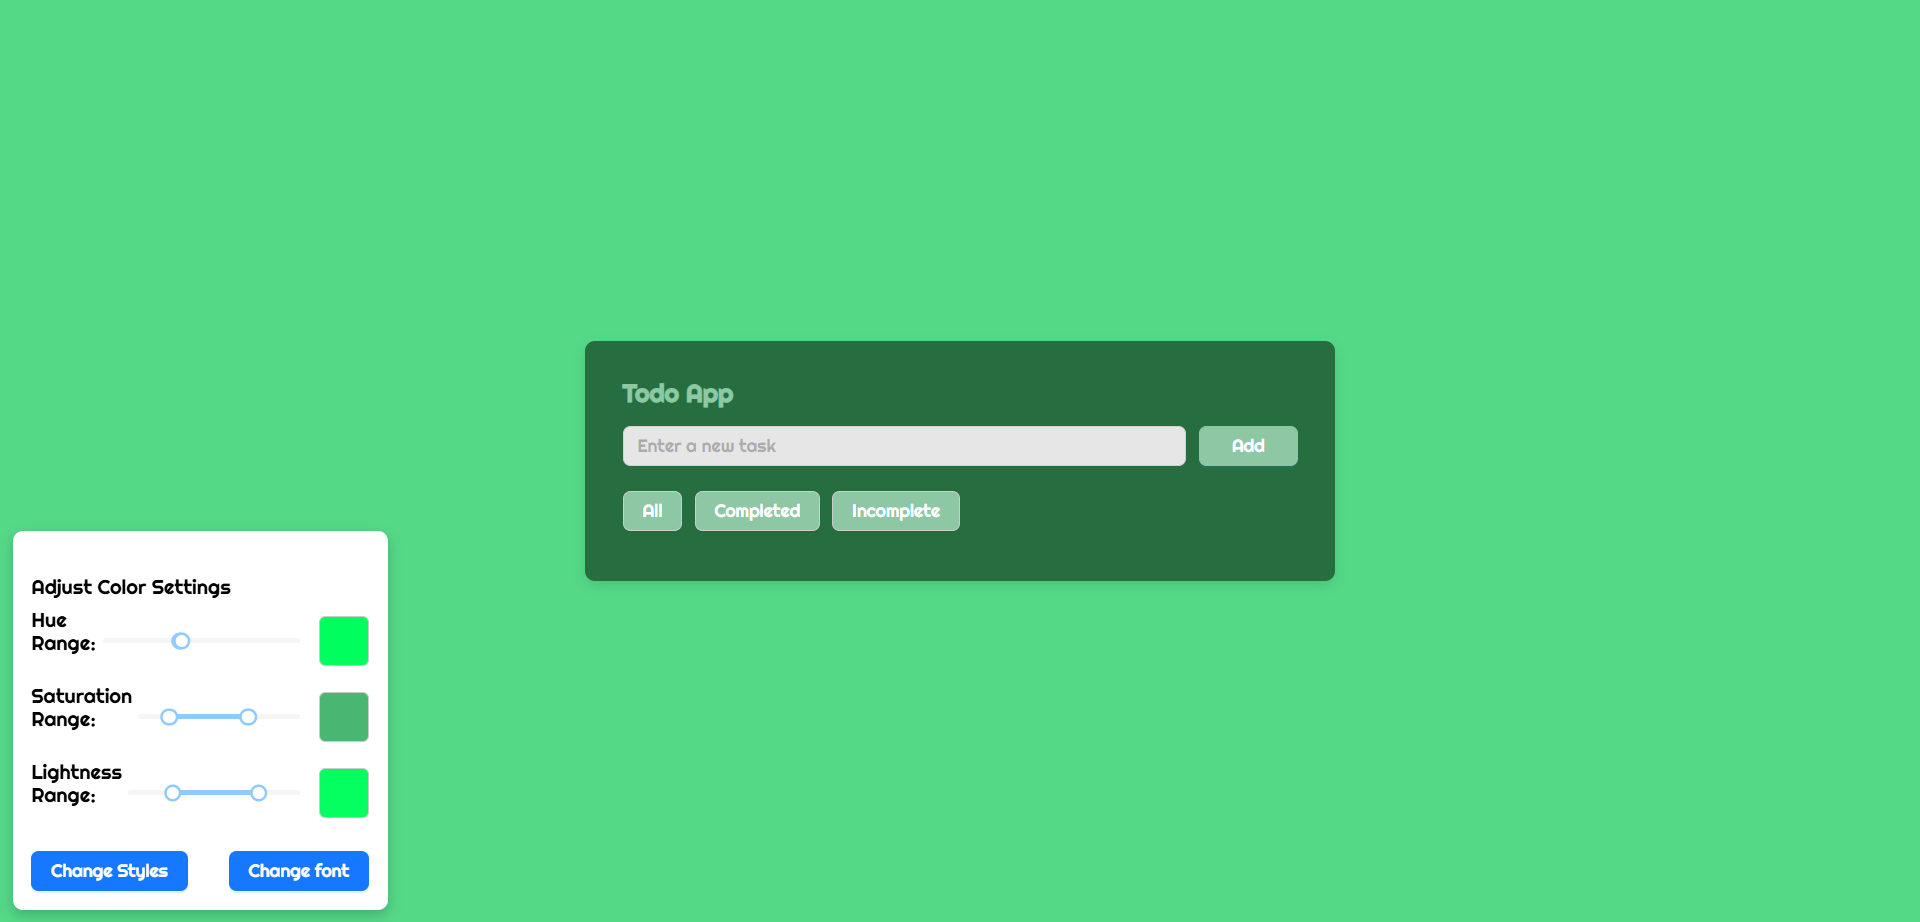 Todo App
Enter a new task
Add
All
Completed
Incomplete
Adjust Color Settings
Hue
Range:
Saturation
Range:
Lightness
Range:
Change Styles
Change font